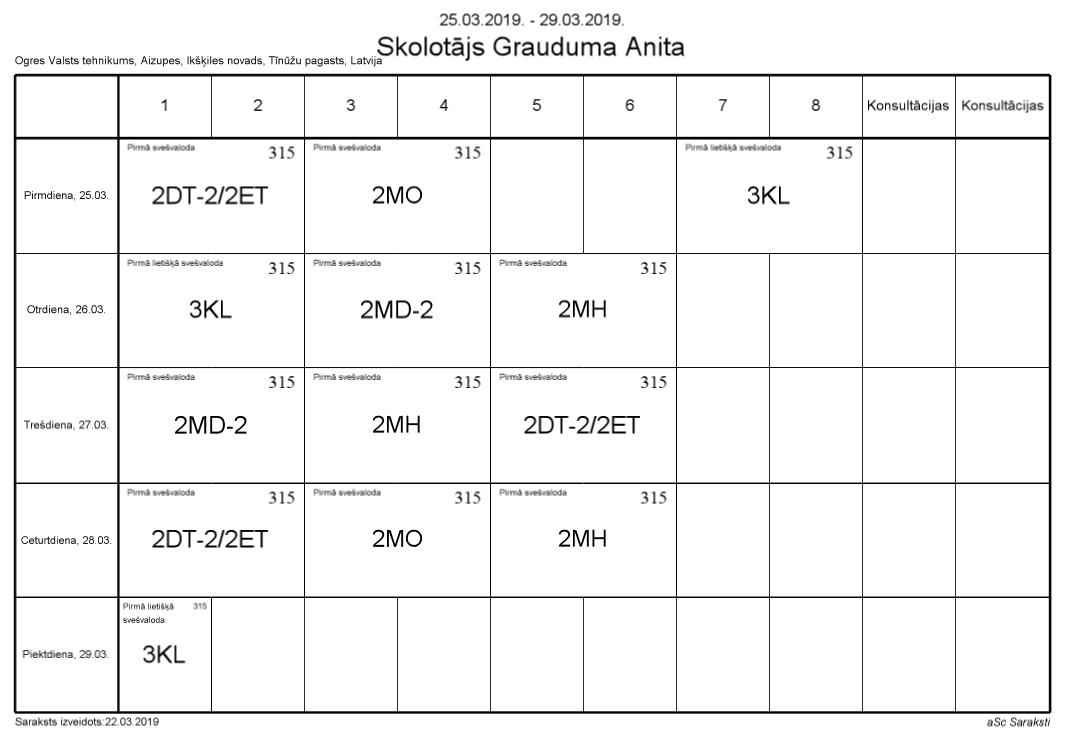 25.03.2019. - 29.03.2019.
Skolotājs Grauduma Anita
Ogres Valsts tehnikums, Aizupes, Ikšķiles novads, Tīnūžu pagasts, Latvija
1 2 3 4 5 6 7 8 Konsultācijas Konsultācijas
Pirmdiena, 25.03.
Pirmā svešvaloda 315
2DT-2/2ET
Pirmā svešvaloda 315
2MO
Pirmā lietišķā svešvaloda 315
3KL
Otrdiena, 26.03.
Pirmā lietišķā svešvaloda 315
3KL
Pirmā svešvaloda 315
2MD-2
Pirmā svešvaloda 315
2MH
Trešdiena, 27.03.
Pirmā svešvaloda 315
2MD-2
Pirmā svešvaloda 315
2MH
Pirmā svešvaloda 315
2DT-2/2ET
Ceturtdiena, 28.03.
Pirmā svešvaloda 315
2DT-2/2ET
Pirmā svešvaloda 315
2MO
Pirmā svešvaloda 315
2MH
Piektdiena, 29.03.
Pirmā lietišķā 315
svešvaloda
3KL
Saraksts izveidots:22.03.2019
aSc Saraksti